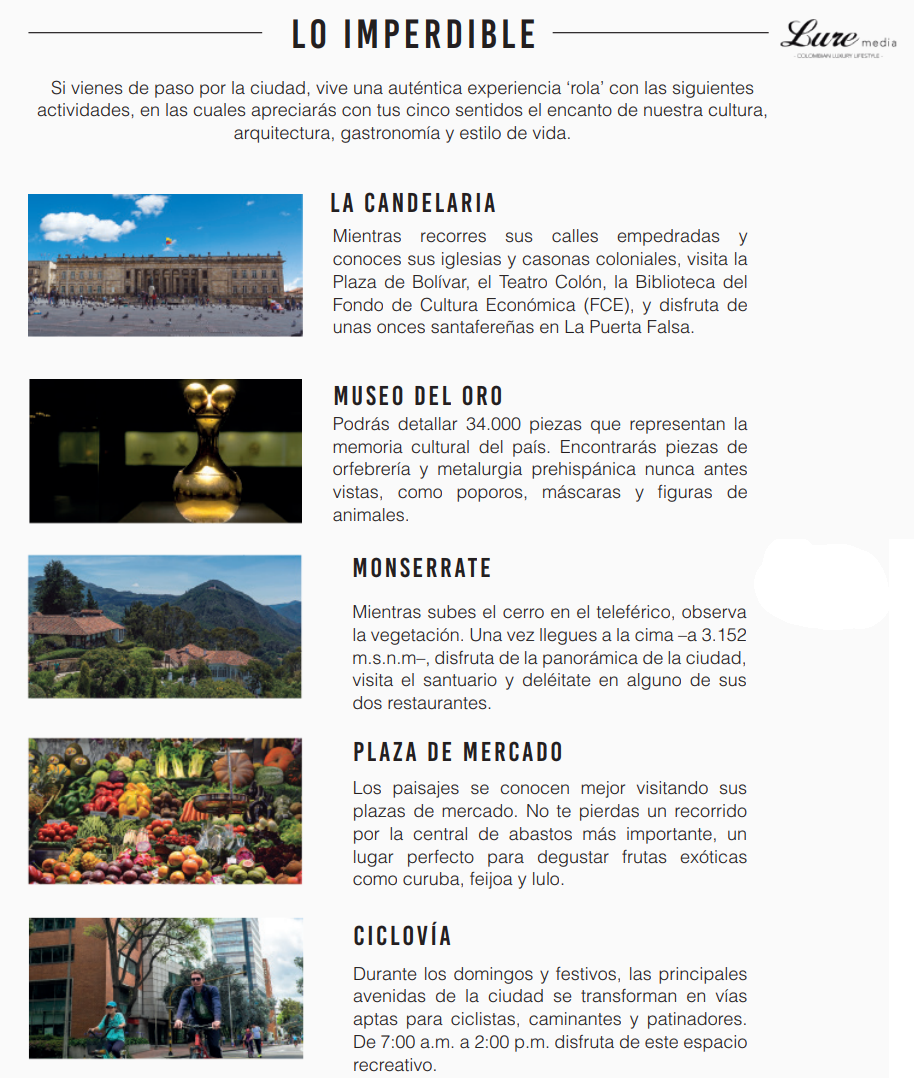 LO IMPERDIBLE
Lure media
- COLOMBIAN LUXURY LIFESTYLE -
Si vienes de paso por la ciudad, vive una auténtica experiencia ‘rola’ con las siguientes
actividades, en las cuales apreciarás con tus cinco sentidos el encanto de nuestra cultura,
arquitectura, gastronomía y estilo de vida.
LA CANDELARIA
Mientras recorres sus calles empedradas y
conoces sus iglesias y casonas coloniales, visita la
Plaza de Bolívar, el Teatro Colón, la Biblioteca del
Fondo de Cultura Económica (FCE), y disfruta de
unas onces santafereñas en La Puerta Falsa.
MUSEO DEL ORO
Podrás detallar 34.000 piezas que representan la
memoria cultural del país. Encontrarás piezas de
orfebrería y metalurgia prehispánica nunca antes
vistas, como poporos, máscaras y figuras de
animales.
MONSERRATE
Mientras subes el cerro en el teleférico, observa
la vegetación. Una vez llegues a la cima –a 3.152
m.s.n.m–, disfruta de la panorámica de la ciudad,
visita el santuario y deléitate en alguno de sus
dos restaurantes.
PLAZA DE MERCADO
Los paisajes se conocen mejor visitando sus
plazas de mercado. No te pierdas un recorrido
por la central de abastos más importante, un
lugar perfecto para degustar frutas exóticas
como curuba, feijoa y lulo.
CICLOVÍA
Durante los domingos y festivos, las principales
avenidas de la ciudad se transforman en vías
aptas para ciclistas, caminantes y patinadores.
De 7:00 a.m. a 2:00 p.m. disfruta de este espacio
recreativo.